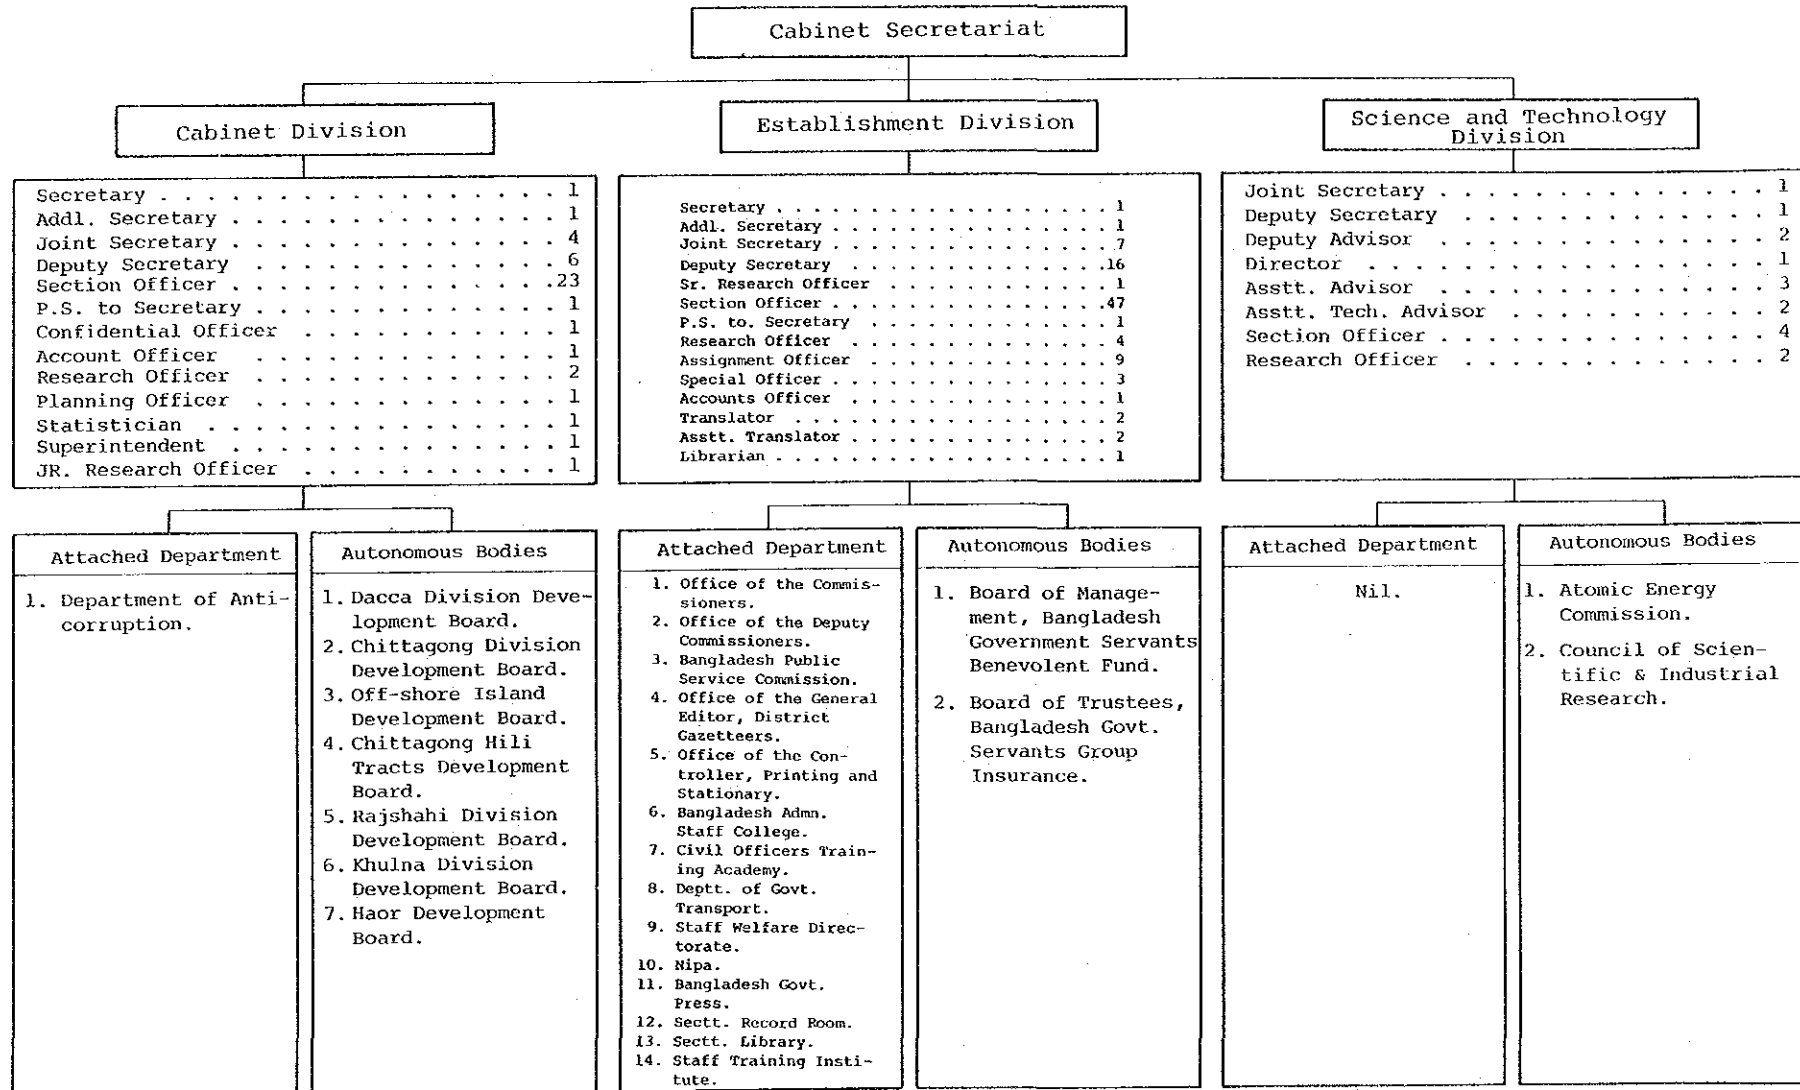 Cabinet Secretariat
Cabinet Division
Secretary . . . . . . . . . . . . . . . . . 1
Addl. Secretary . . . . . . . . . . . . . . 1
Joint Secretary . . . . . . . . . . . . . . 4
Deputy Secretary . . . . . . . . . . . . . 6
Section Officer . . . . . . . . . . . . . .23
P.S. to Secretary . . . . . . . . . . . . . 1
Confidential Officer . . . . . . . . . . . 1
Account Officer . . . . . . . . . . . . . 1
Research Officer . . . . . . . . . . . . . 2
Planning Officer . . . . . . . . . . . . . 1
Statistician . . . . . . . . . . . . . . . 1
Superintendent . . . . . . . . . . . . . . 1
JR. Research Officer . . . . . . . . . . . 1
Attached Department
1. Department of Anti-
corruption.
Autonomous Bodies
1. Dacca Division Deve-
lopment Board.
2. Chittagong Division
Development Board.
3. Off-shore Island
Development Board.
4. Chittagong Hili
Tracts Development
Board.
5. Rajshahi Division
Development Board.
6. Khulna Division
Development Board.
7. Haor Development
Board.
Establishment Division
Secretary . . . . . . . . . . . . . . . . . 1
Addl. Secretary . . . . . . . . . . . . . . 1
Joint Secretary . . . . . . . . . . . . . . 7
Deputy Secretary . . . . . . . . . . . . .16
Sr. Research Officer . . . . . . . . . . . 1
Section Officer . . . . . . . . . . . . . .47
P.S. to. Secretary . . . . . . . . . . . . 1
Research Officer . . . . . . . . . . . . . 4
Assignment Officer . . . . . . . . . . . . 9
Special Officer . . . . . . . . . . . . . . 3
Accounts Officer . . . . . . . . . . . . . 1
Translator . . . . . . . . . . . . . . . . 2
Asstt. Translator . . . . . . . . . . . . . 2
Librarian . . . . . . . . . . . . . . . . . 1
Attached Department
1. Office of the Commis-
sioners.
2. Office of the Deputy
Commissioners.
3. Bangladesh Public
Service Commission.
4. Office of the General
Editor, District
Gazetteers.
5. Office of the Con-
troller, Printing and
Stationary.
6. Bangladesh Admn.
Staff College.
7. Civil Officers Train-
ing Academy.
8. Deptt. of Govt.
Transport.
9. Staff Welfare Direc-
torate.
10. Nipa.
11. Bangladesh Govt.
Press.
12. Sectt. Record Room.
13. Sectt. Library.
14. Staff Training Insti-
tute.
Autonomous Bodies
1. Board of Manage-
ment, Bangladesh
Government Servants
Benevolent Fund.
2. Board of Trustees,
Bangladesh Govt.
Servants Group
Insurance.
Science and Technology
Division
Joint Secretary . . . . . . . . . . . . . . 1
Deputy Secretary . . . . . . . . . . . . . 1
Deputy Advisor . . . . . . . . . . . . . . 2
Director . . . . . . . . . . . . . . . . . 1
Asstt. Advisor . . . . . . . . . . . . . . 3
Asstt. Tech. Advisor . . . . . . . . . . . 2
Section Officer . . . . . . . . . . . . . . 4
Research Officer . . . . . . . . . . . . . 2
Attached Department
Nil.
Autonomous Bodies
1. Atomic Energy
Commission.
2. Council of Scien-
tific & Industrial
Research.